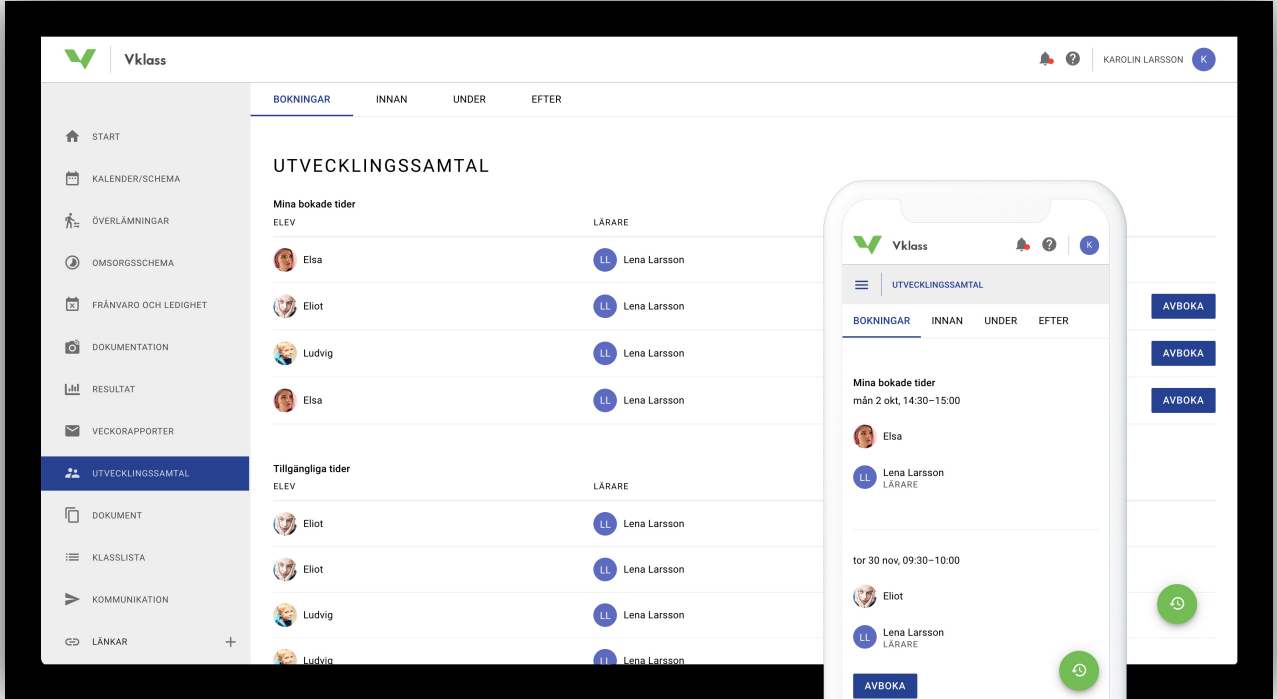 Vklass
KAROLIN LARSSON K
BOKNINGAR INNAN UNDER EFTER
START
KALENDER/SCHEMA
ÖVERLÄMNINGAR
OMSORGSSCHEMA
FRÅNVARO OCH LEDIGHET
DOKUMENTATION
RESULTAT
VECKORAPPORTER
UTVECKLINGSSAMTAL
DOKUMENT
KLASSLISTA
KOMMUNIKATION
LÄNKAR
UTVECKLINGSSAMTAL
Mina bokade tider
ELEV LÄRARE
Elsa LL Lena Larsson
Eliot LL Lena Larsson AVBOKA
Ludvig LL Lena Larsson AVBOKA
Elsa LL Lena Larsson AVBOKA
Tillgängliga tider
ELEV LÄRARE
Eliot LL Lena Larsson
Eliot LL Lena Larsson
Ludvig LL Lena Larsson
Ludvig LL Lena Larsson
Vklass K
UTVECKLINGSSAMTAL
BOKNINGAR INNAN UNDER EFTER
Mina bokade tider
mån 2 okt, 14:30–15:00
Elsa
LL Lena Larsson
LÄRARE
tor 30 nov, 09:30–10:00
Eliot
LL Lena Larsson
LÄRARE
AVBOKA